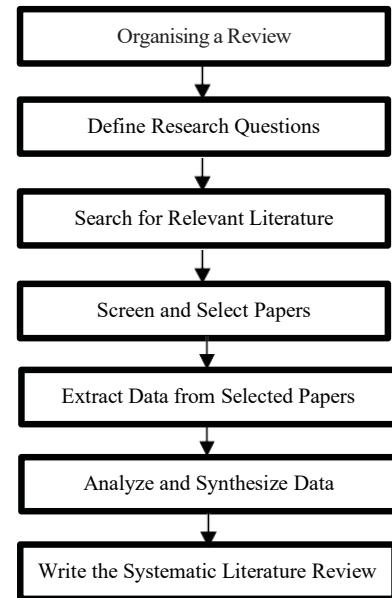 Organising a Review
Define Research Questions
Search for Relevant Literature
Screen and Select Papers
Extract Data from Selected Papers
Analyze and Synthesize Data
Write the Systematic Literature Review